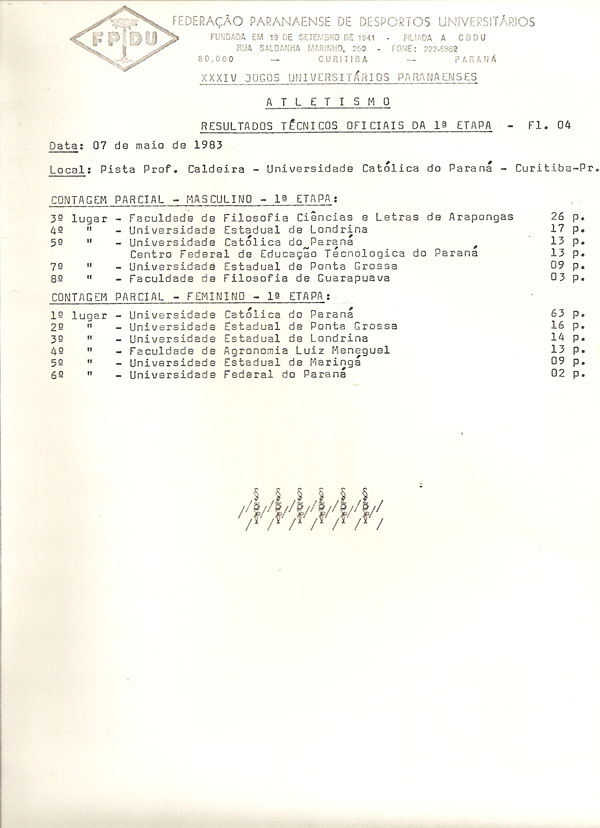 FPDU
FEDERAÇÃO PARANAENSE DE DESPORTOS UNIVERSITÁRIOS
FUNDADA EM 19 DE SETEMBRO DE 1941 - FILIADA A CBDU
RUA SALDANHA MARINHO, 250 - FONE: 223-6862
80.000 — CURITIBA — PARANÁ
XXXIV JOGOS UNIVERSITÁRIOS PARANAENSES
A T L E T I S M O
RESULTADOS TÉCNICOS OFICIAIS DA 1ª ETAPA - Fl. 04
Data: 07 de maio de 1983
Local: Pista Prof. Caldeira - Universidade Católica do Paraná - Curitiba-Pr.
CONTAGEM PARCIAL - MASCULINO - 1ª ETAPA:
3º lugar - Faculdade de Filosofia Ciências e Letras de Arapongas 26 p.
4º " - Universidade Estadual de Londrina 17 p.
5º " - Universidade Católica do Paraná 13 p.
Centro Federal de Educação Técnologica do Paraná 13 p.
7º " - Universidade Estadual de Ponta Grossa 09 p.
8º " - Faculdade de Filosofia de Guarapuava 03 p.
CONTAGEM PARCIAL - FEMININO - 1ª ETAPA:
1º lugar - Universidade Católica do Paraná 63 p.
2º " - Universidade Estadual de Ponta Grossa 16 p.
3º " - Universidade Estadual de Londrina 14 p.
4º " - Faculdade de Agronomia Luiz Meneguel 13 p.
5º " - Universidade Estadual de Maringá 09 p.
6º " - Universidade Federal do Paraná 02 p.